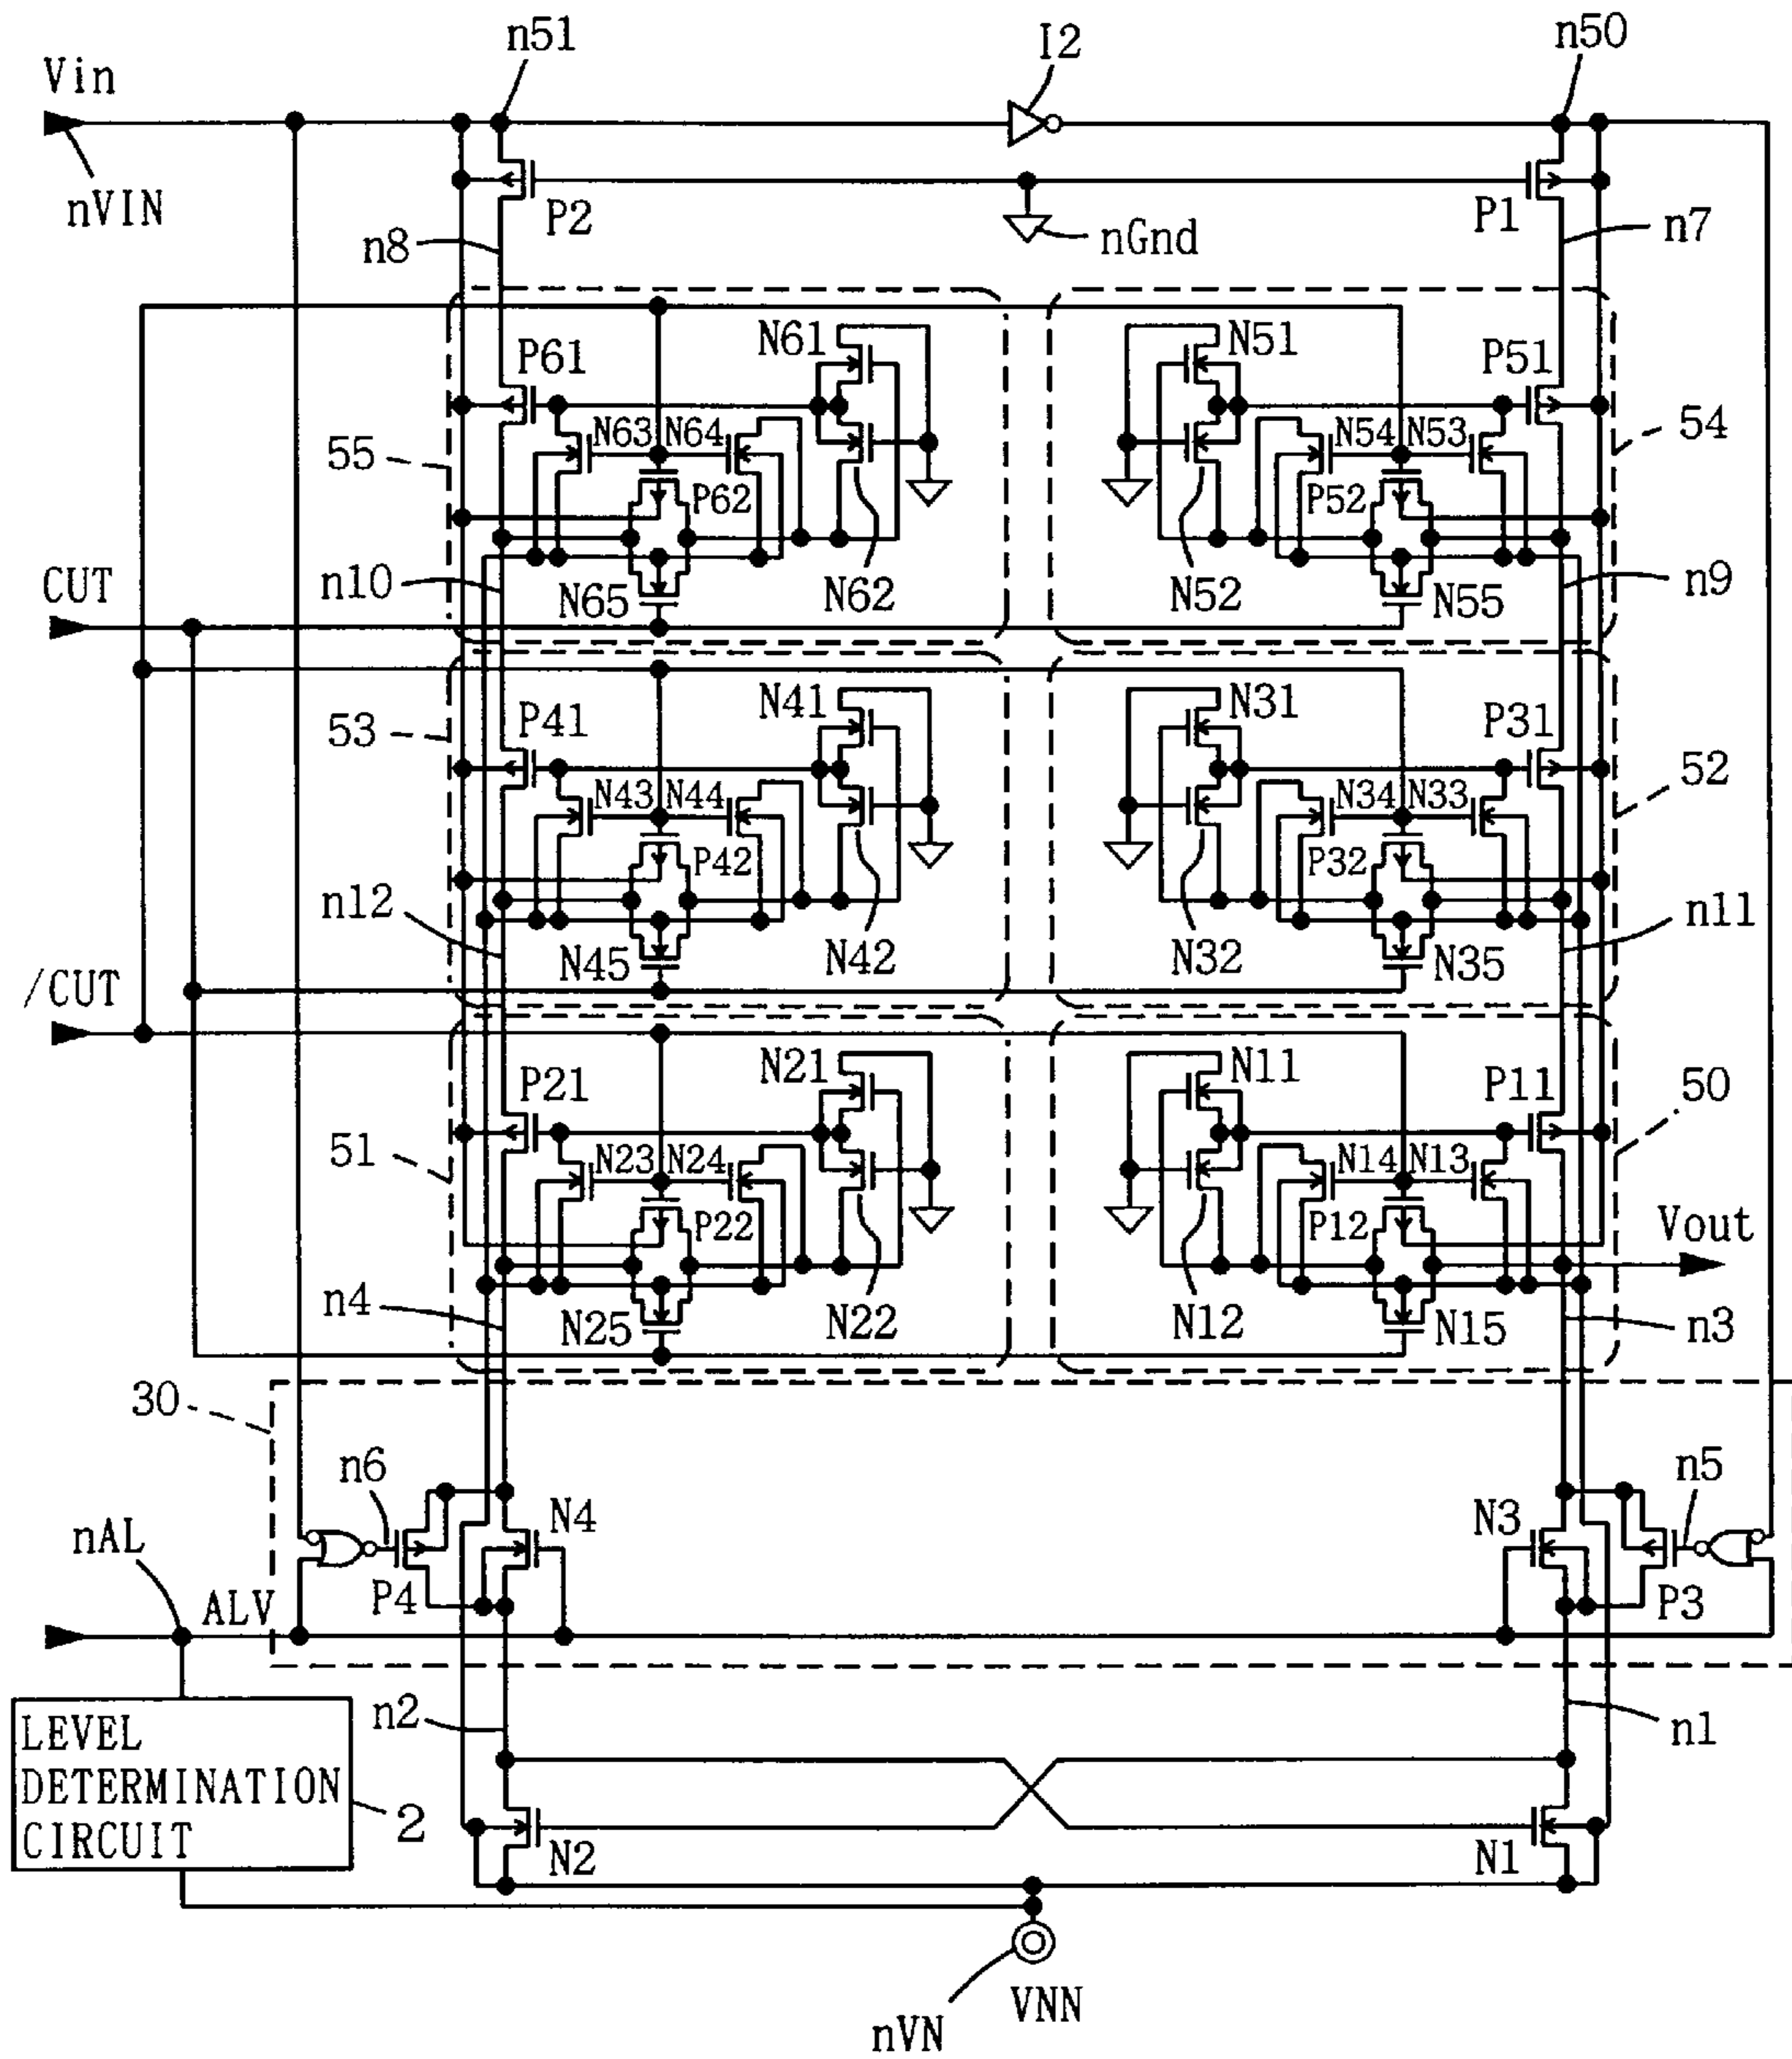 n51
I2
n50
Vin
nVIN
P2
P1
nGnd
n8
n7
N61
N51
P61
P51
N63
N64
N54
N53
55
54
P62
P52
n10
n9
CUT
N65
N62
N52
N55
N41
N31
53
P41
P31
52
N43
N44
N34
N33
P42
P32
n12
n11
N45
N42
N32
N35
/CUT
N21
N11
P21
P11
50
51
N23
N24
N14
N13
P22
P12
Vout
n4
n3
N25
N22
N12
N15
30
n6
n5
nAL
N4
N3
ALV
P4
P3
n2
n1
LEVEL
DETERMINATION
CIRCUIT
2
N2
N1
nVN
VNN